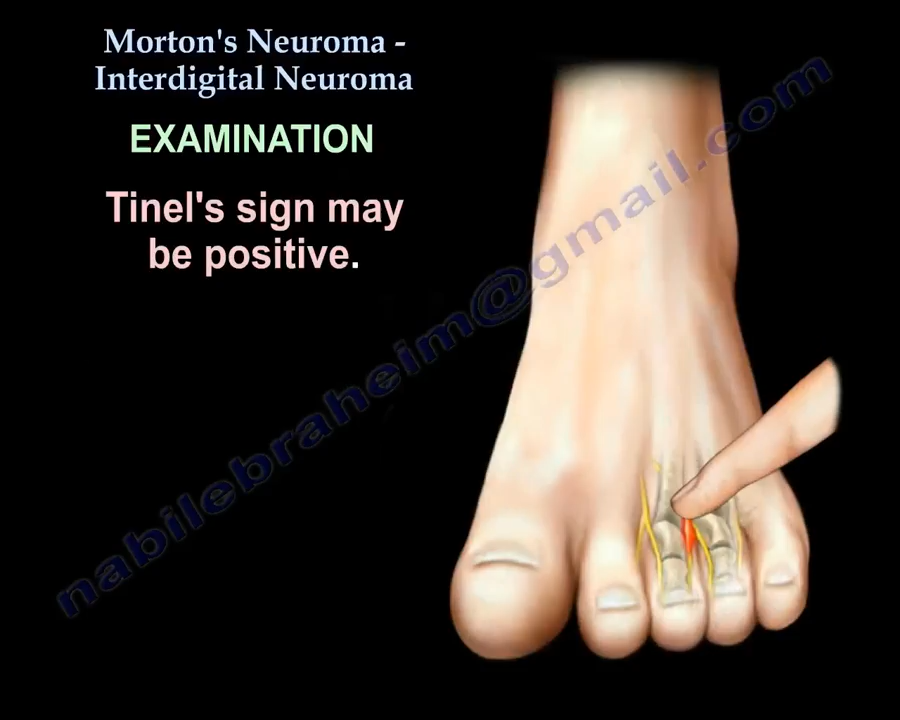 Morton's Neuroma -
Interdigital Neuroma
EXAMINATION
Tinel's sign may
be positive.
nabilebraheim@gmail.com